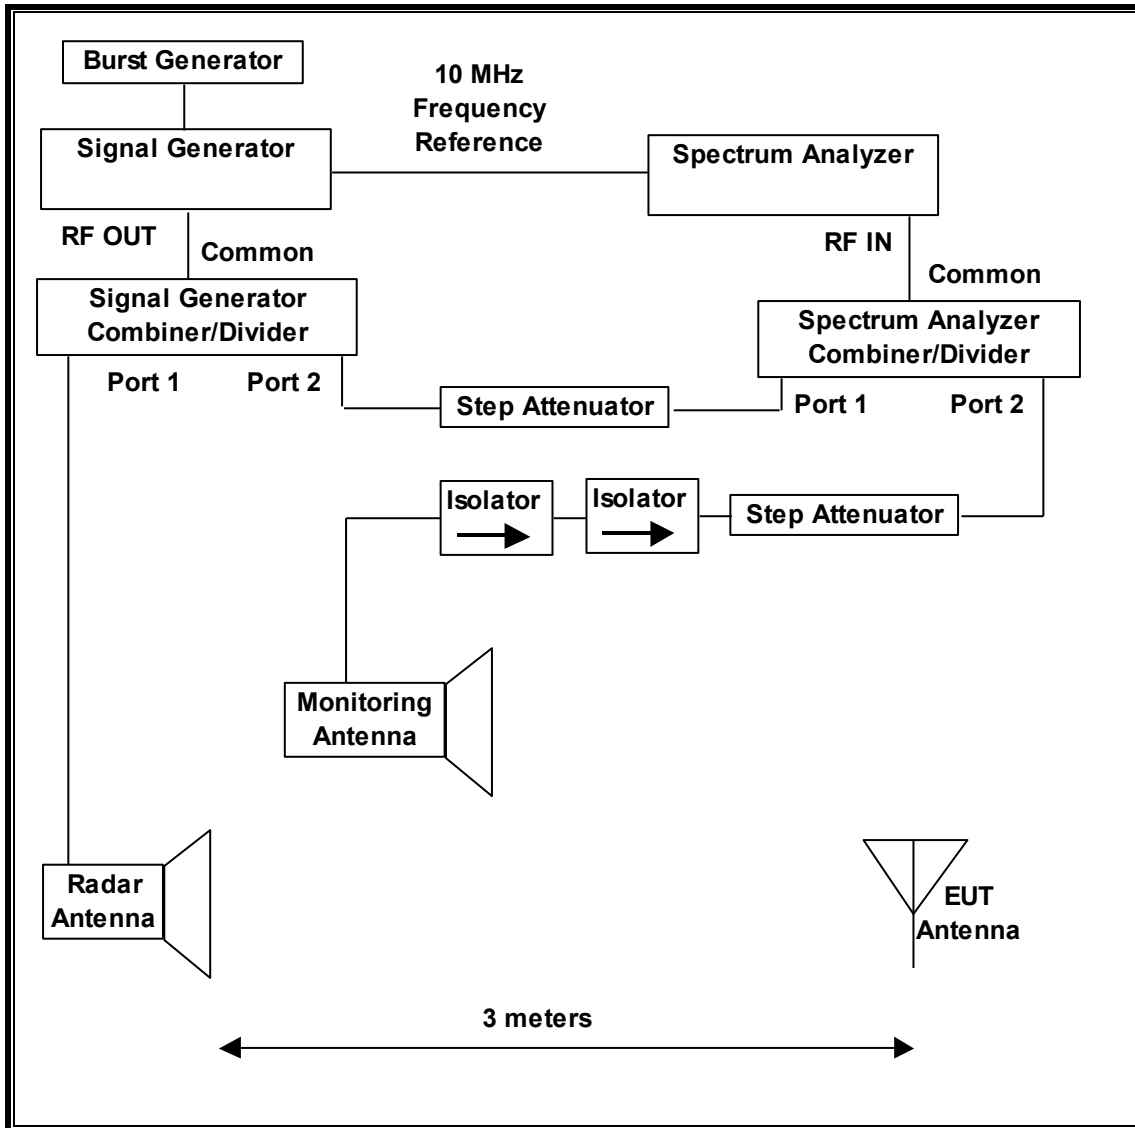 Burst Generator
10 MHz
Frequency
Reference
Signal Generator
Spectrum Analyzer
RF OUT
Common
RF IN
Common
Signal Generator
Combiner/Divider
Spectrum Analyzer
Combiner/Divider
Port 1
Port 2
Step Attenuator
Port 1
Port 2
Isolator
Isolator
Step Attenuator
Monitoring
Antenna
Radar
Antenna
EUT
Antenna
3 meters